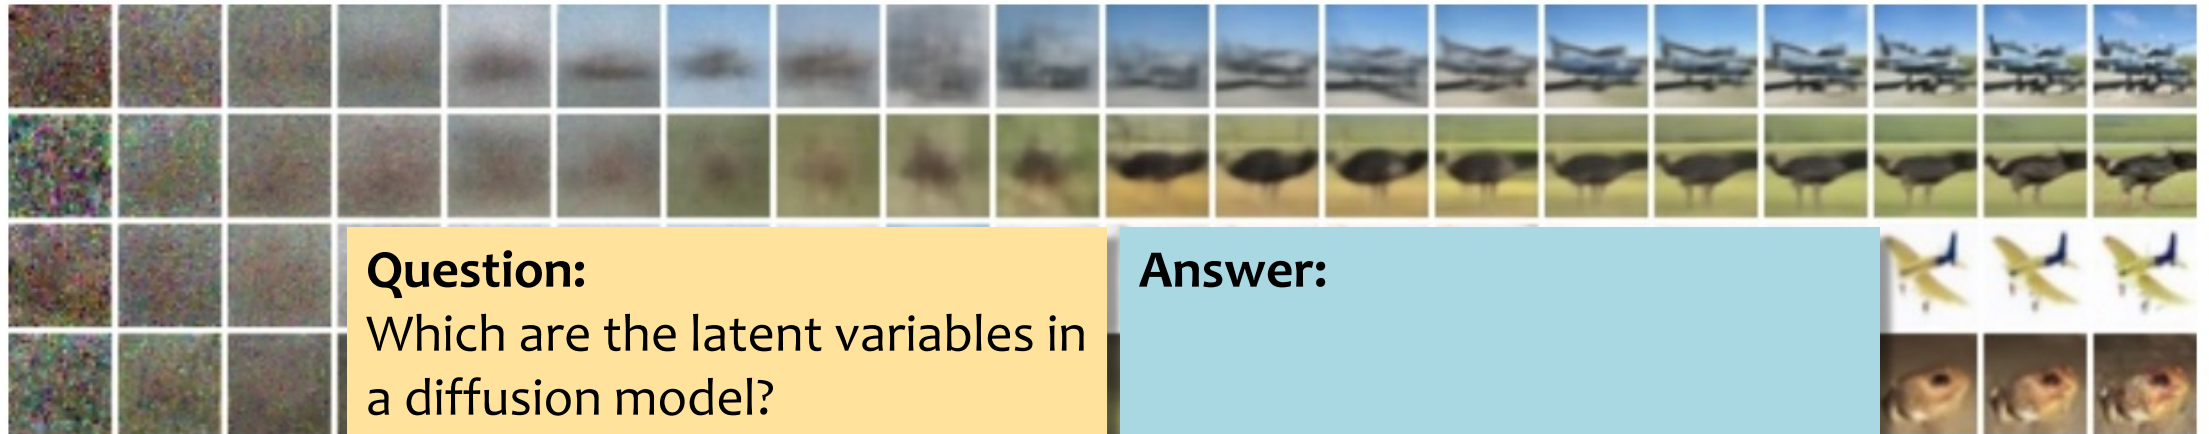 Question:
Which are the latent variables in
a diffusion model?
Answer: